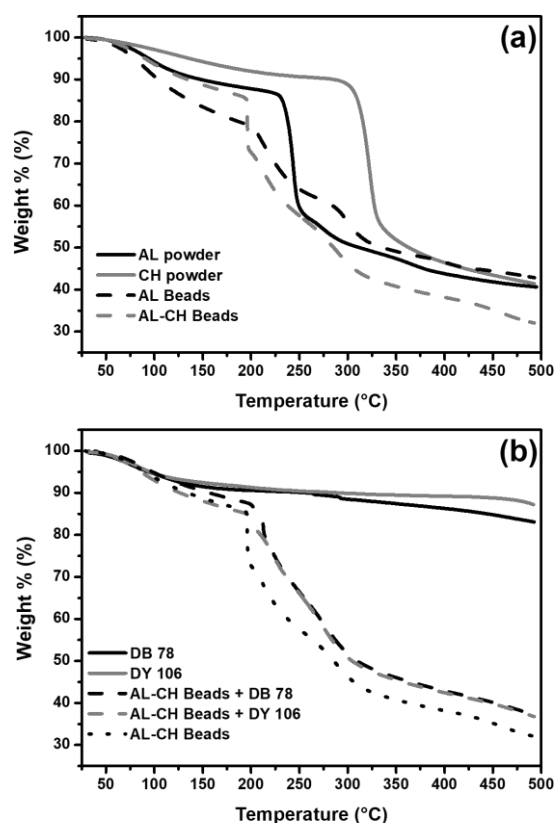 (a)
Weight % (%)
100
90
80
70
60
50
40
30
AL powder
CH powder
AL Beads
AL-CH Beads
50 100 150 200 250 300 350 400 450 500
Temperature (°C)
(b)
Weight % (%)
100
90
80
70
60
50
40
30
DB 78
DY 106
AL-CH Beads + DB 78
AL-CH Beads + DY 106
AL-CH Beads
50 100 150 200 250 300 350 400 450 500
Temperature (°C)